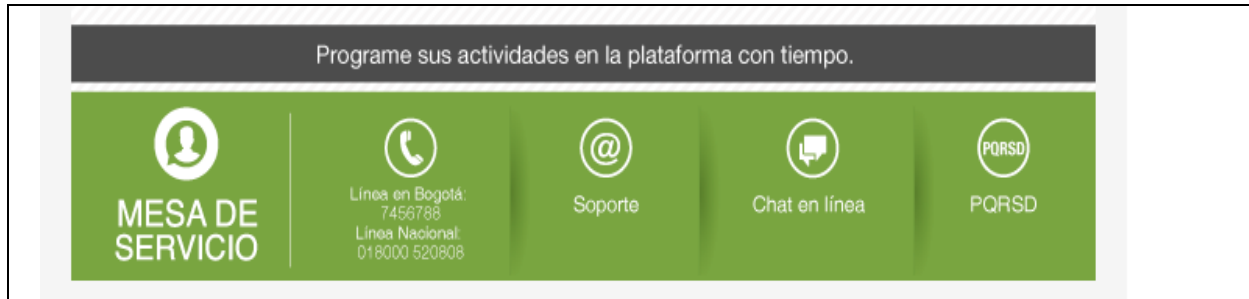 Programe sus actividades en la plataforma con tiempo.
MESA DE
SERVICIO
Línea en Bogotá:
7456788
Línea Nacional:
018000 520808
@
Soporte
Chat en línea
PQRSD
PQRSD